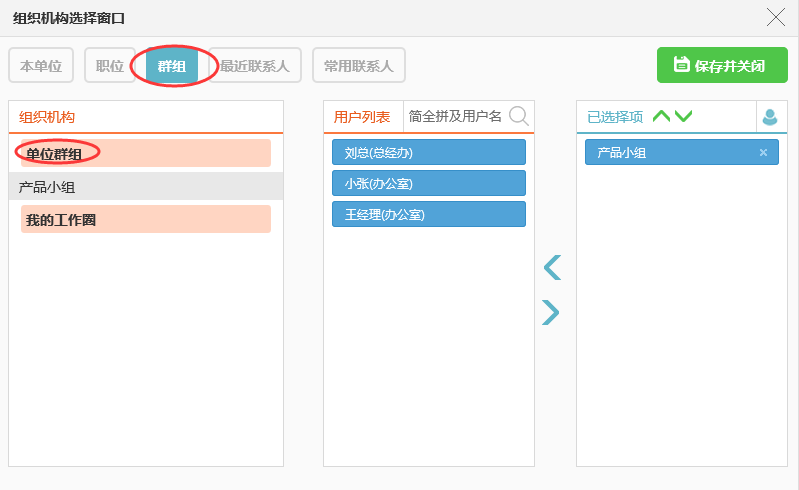 组织机构选择窗口
本单位 职位 群组 最近联系人 常用联系人 保存并关闭
组织机构 用户列表 简全拼及用户名 已选择项
单位群组 刘总(总经办) 产品小组
产品小组 小张(办公室)
我的工作圈 王经理(办公室)